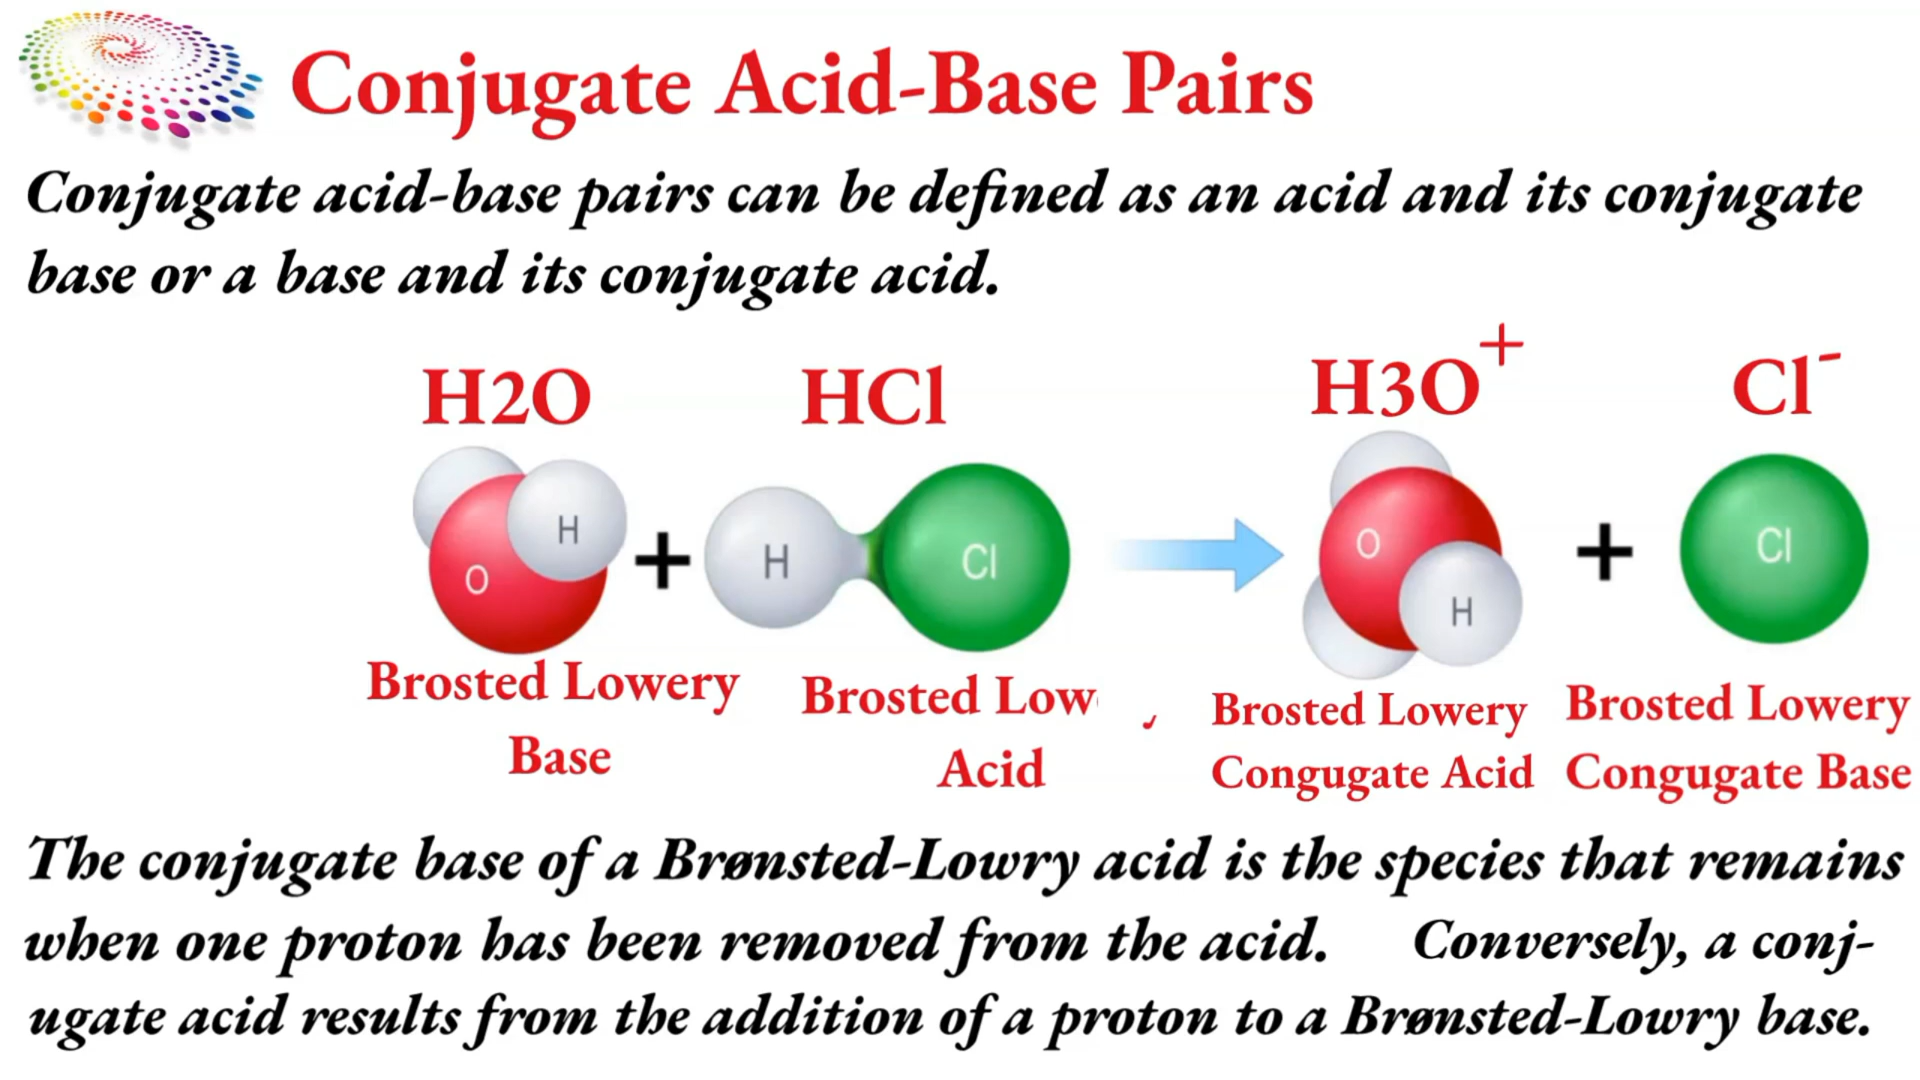 Conjugate Acid-Base Pairs
Conjugate acid-base pairs can be defined as an acid and its conjugate
base or a base and its conjugate acid.
H2O HCl H3O+ Cl-
H O + H Cl O H + Cl
Brosted Lowery Brosted Low Brosted Lowery Brosted Lowery
Base Acid Congugate Acid Congugate Base
The conjugate base of a Brønsted-Lowry acid is the species that remains
when one proton has been removed from the acid. Conversely, a conj-
ugate acid results from the addition of a proton to a Brønsted-Lowry base.